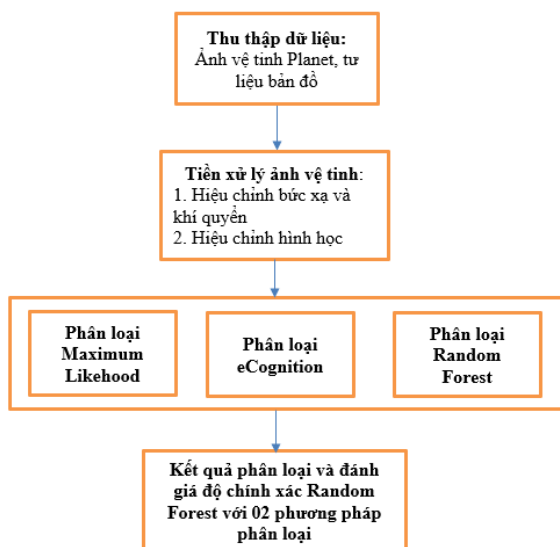 Thu thập dữ liệu:
Ảnh vệ tinh Planet, tư
liệu bản đồ
Tiền xử lý ảnh vệ tinh:
1. Hiệu chỉnh bức xạ và
khí quyển
2. Hiệu chỉnh hình học
Phân loại
Maximum
Likehood
Phân loại
eCognition
Phân loại
Random
Forest
Kết quả phân loại và đánh
giá độ chính xác Random
Forest với 02 phương pháp
phân loại